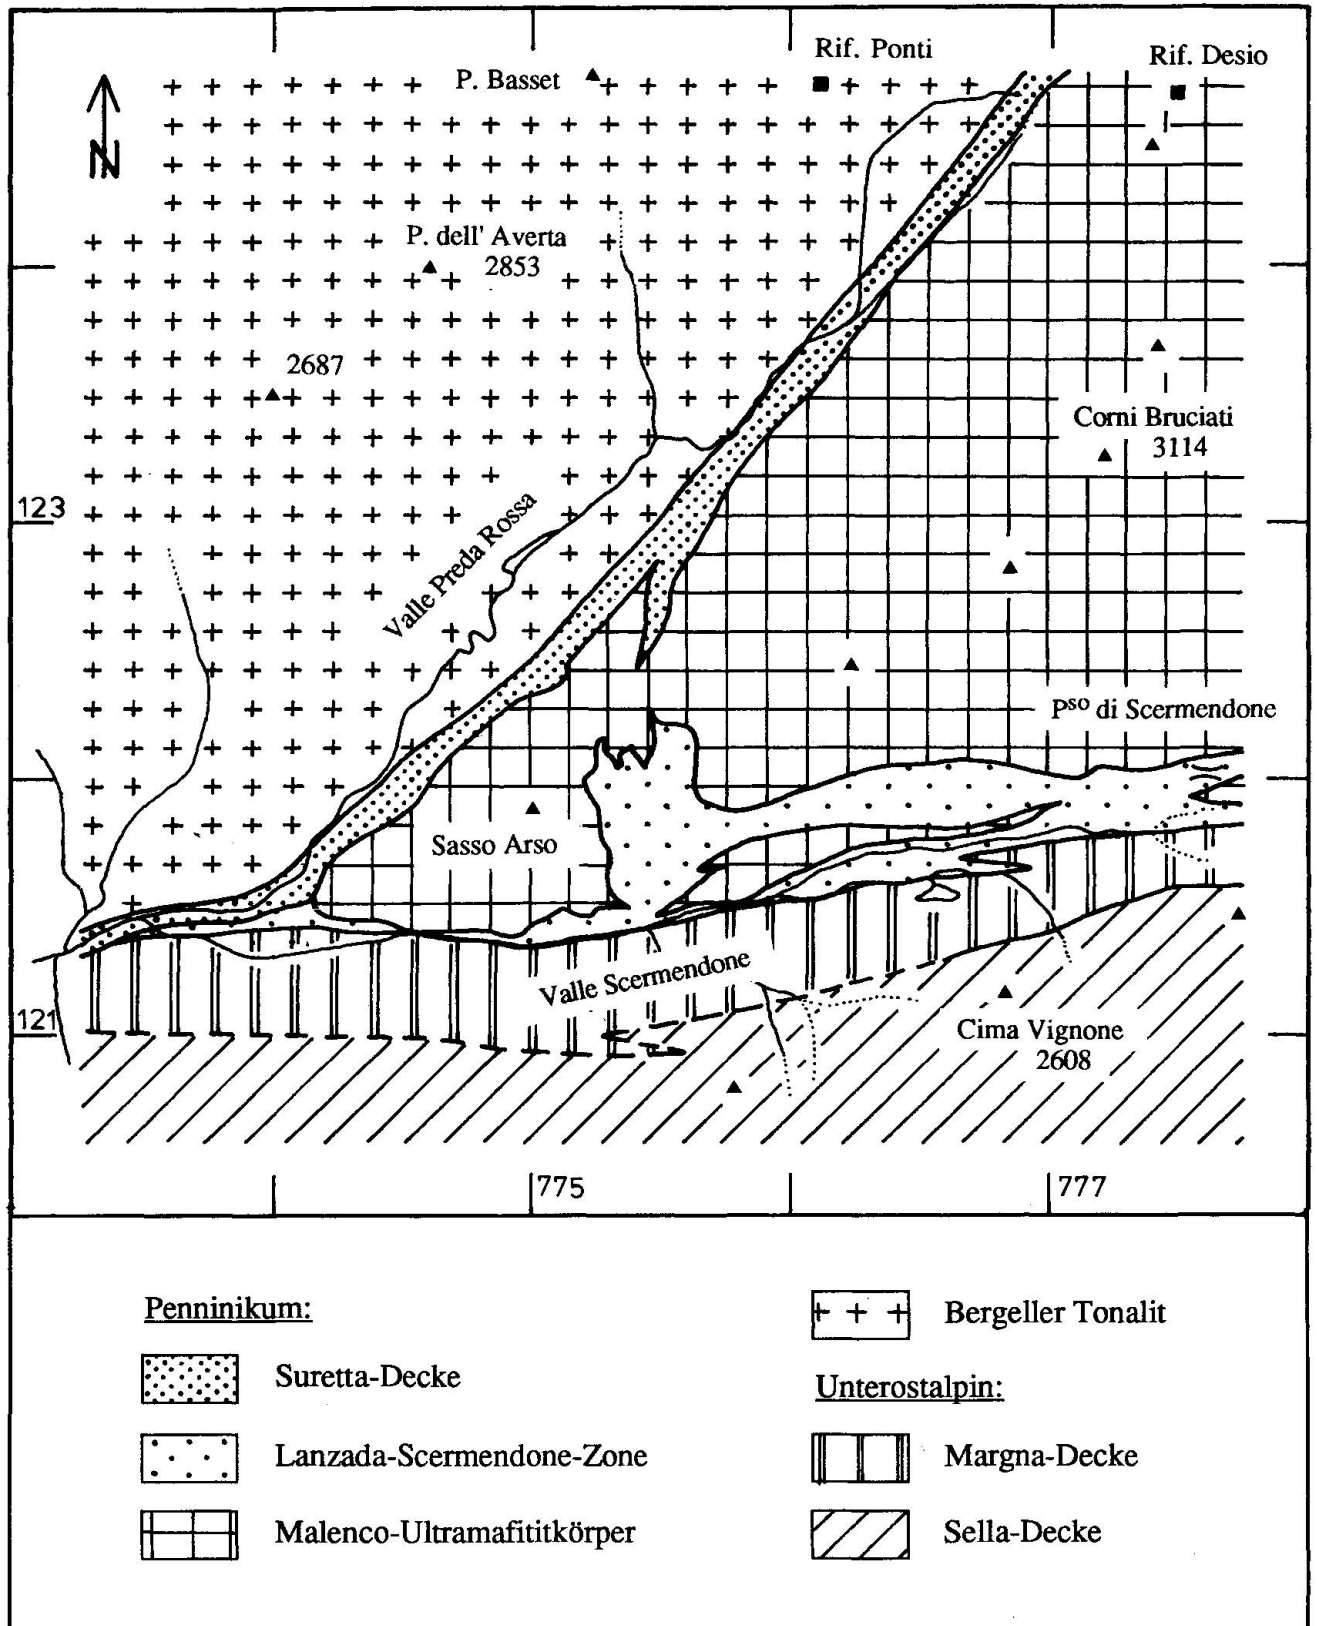 Rif. Ponti
Rif. Desio
P. Basset
N
P. dell' Averta
2853
2687
Corni Bruciati
3114
123
Valle Preda Rossa
Pso di Scermendone
Sasso Arso
Valle Scermendone
121
Cima Vignone
2608
775
777
Penninikum:
Suretta-Decke
Lanzada-Scermendone-Zone
Malenco-Ultramafititkörper
Bergeller Tonalit
Unterostalpin:
Margna-Decke
Sella-Decke